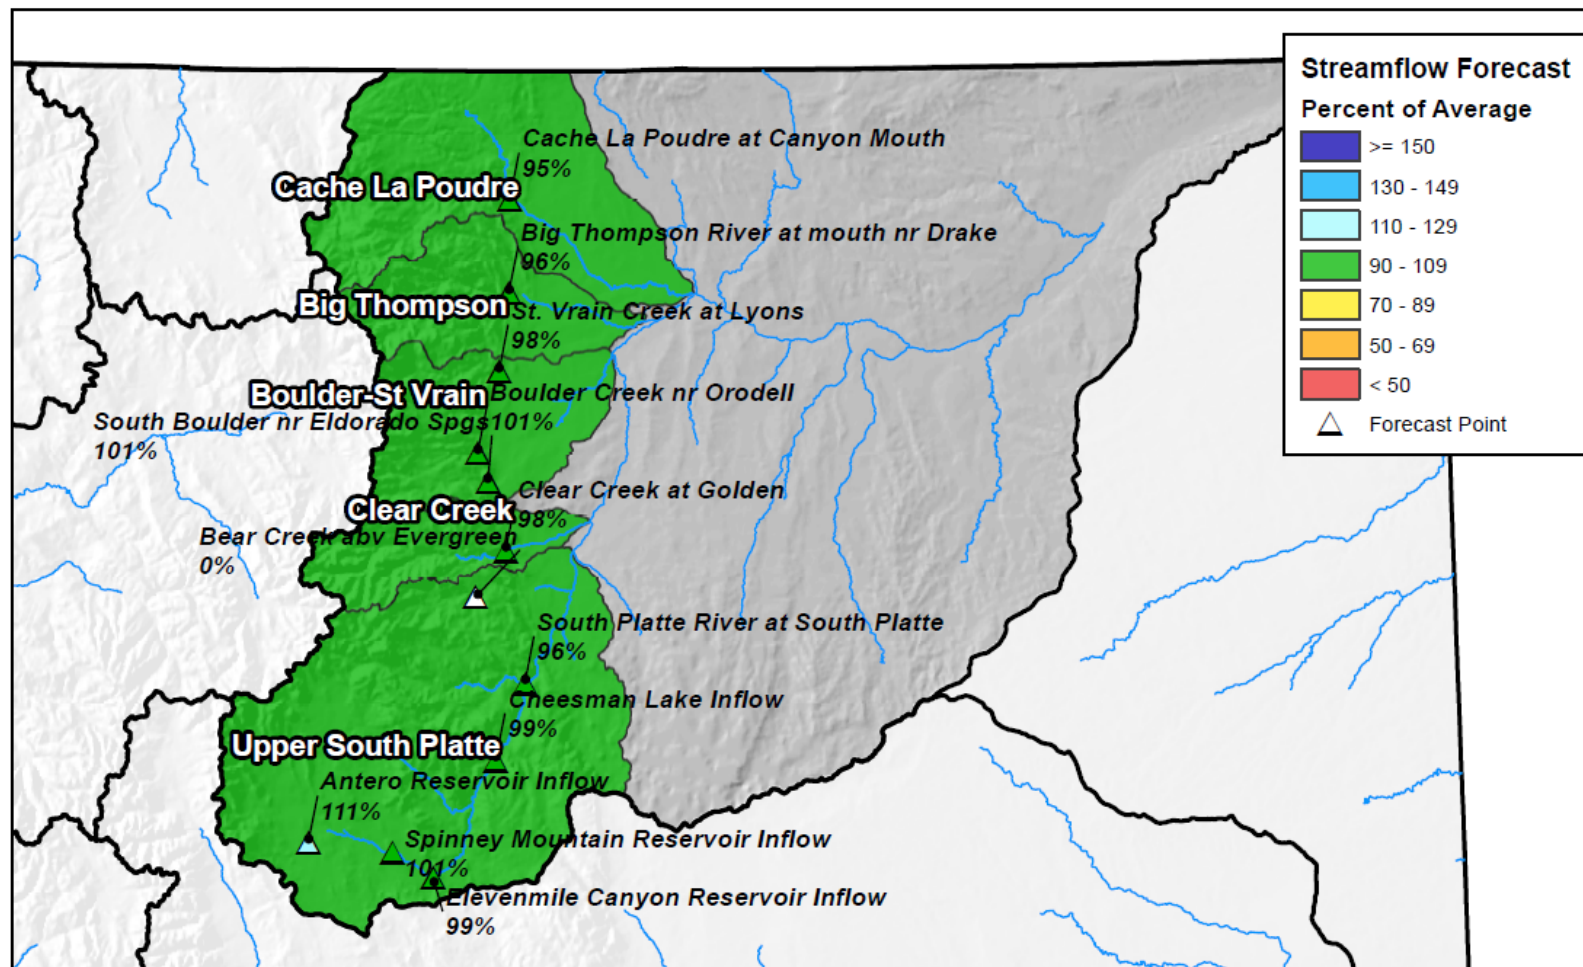 Streamflow Forecast
Percent of Average
>= 150
130 - 149
110 - 129
90 - 109
70 - 89
50 - 69
< 50
Forecast Point
Cache La Poudre at Canyon Mouth
95%
Cache La Poudre
Big Thompson River at mouth nr Drake
96%
Big Thompson
St. Vrain Creek at Lyons
98%
Boulder-St Vrain
Boulder Creek nr Orodell
101%
South Boulder nr Eldorado Spgs
101%
Clear Creek at Golden
98%
Clear Creek
Bear Creek abv Evergreen
0%
South Platte River at South Platte
96%
Cheesman Lake Inflow
99%
Upper South Platte
Antero Reservoir Inflow
111%
Spinney Mountain Reservoir Inflow
101%
Elevenmile Canyon Reservoir Inflow
99%